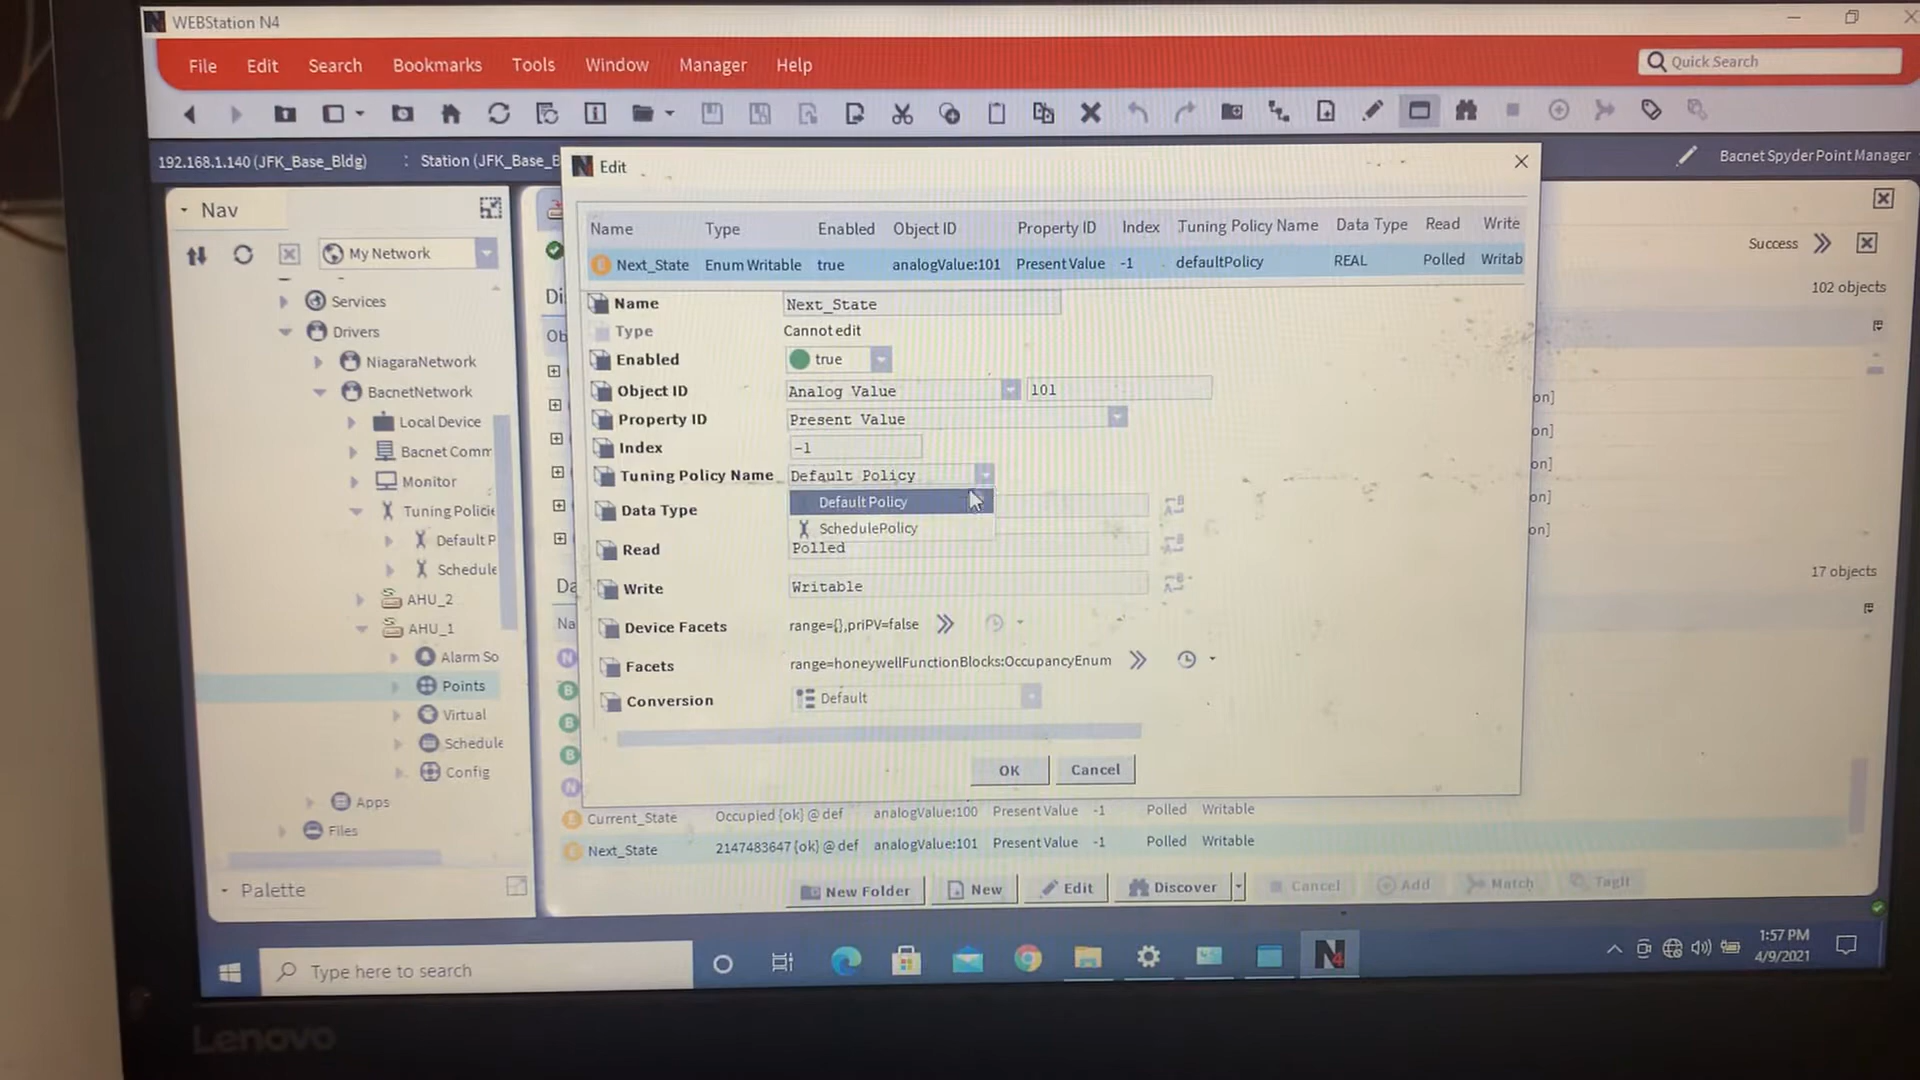 WEBStation N4
File Edit Search Bookmarks Tools Window Manager Help
Quick Search
192.168.1.140 (JFK_Base_Bldg) : Station (JFK_Base_B
Bacnet Spyder Point Manager
Nav
My Network
Services
Drivers
NiagaraNetwork
BacnetNetwork
Local Device
Bacnet Comm
Monitor
Tuning Policie
Default P
Schedule
AHU_2
AHU_1
Alarm So
Points
Virtual
Schedule
Config
Apps
Files
Palette
Edit
Name Type Enabled Object ID Property ID Index Tuning Policy Name Data Type Read Write
Next_State Enum Writable true analogValue:101 Present Value -1 defaultPolicy REAL Polled Writab
Name Next_State
Type Cannot edit
Enabled true
Object ID Analog Value 101
Property ID Present Value
Index -1
Tuning Policy Name Default Policy
Default Policy
Data Type
SchedulePolicy
Read Polled
Write Writable
Device Facets range={},priPV=false
Facets range=honeywellFunctionBlocks:OccupancyEnum
Conversion Default
OK Cancel
Success
102 objects
on]
on]
on]
on]
on]
17 objects
Di
Ob
Da
Na
Current_State Occupied {ok} @ def analogValue:100 Present Value -1 Polled Writable
Next_State 2147483647 {ok} @ def analogValue:101 Present Value -1 Polled Writable
New Folder New Edit Discover Cancel Add Match TagIt
Type here to search
1:57 PM
4/9/2021
Lenovo